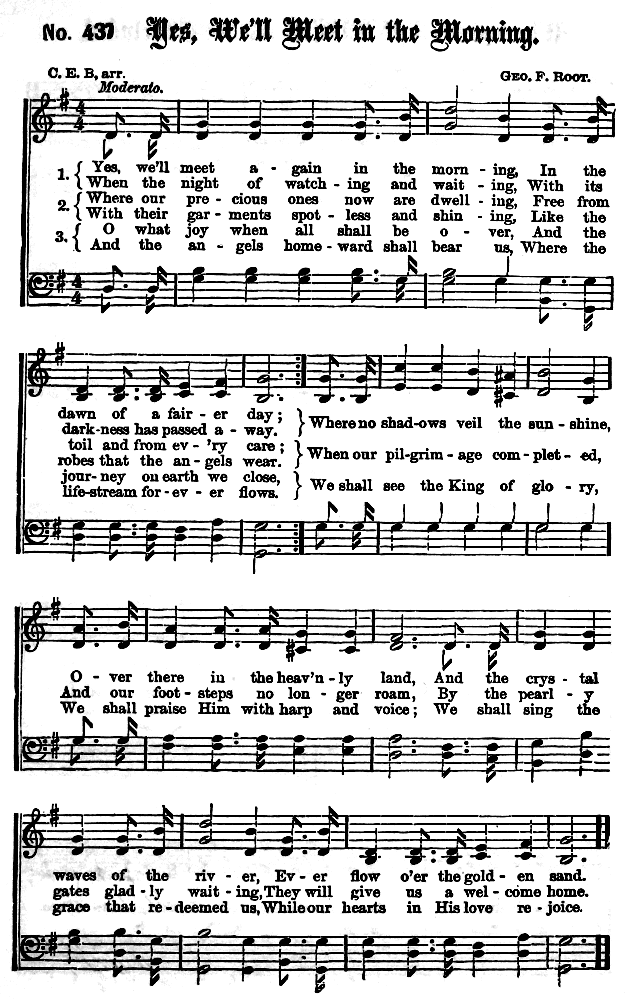 No. 437 Yes, We'll Meet in the Morning.
C. E. B, arr. GEO. F. ROOT.
Moderato.
1. { Yes, we'll meet a - gain in the morn - ing, In the
When the night of watch - ing and wait - ing, With its
2. { Where our pre - cious ones now are dwell - ing, Free from
With their gar - ments spot - less and shin - ing, Like the
3. { O what joy when all shall be o - ver, And the
And the an - gels home - ward shall bear us, Where the
dawn of a fair - er day;
dark-ness has passed a - way. } Where no shad-ows veil the sun - shine,
toil and from ev - 'ry care;
robes that the an - gels wear. } When our pil-grim - age com - plet - ed,
jour- ney on earth we close,
life-stream for - ev - er flows. } We shall see the King of glo - ry,
O - ver there in the heav'n - ly land, And the crys - tal
And our foot - steps no lon - ger roam, By the pearl - y
We shall praise Him with harp and voice; We shall sing the
waves of the riv - er, Ev - er flow o'er the gold - en sand.
gates glad - ly wait - ing, They will give us a wel - come home.
grace that re - deemed us, While our hearts in His love re - joice.